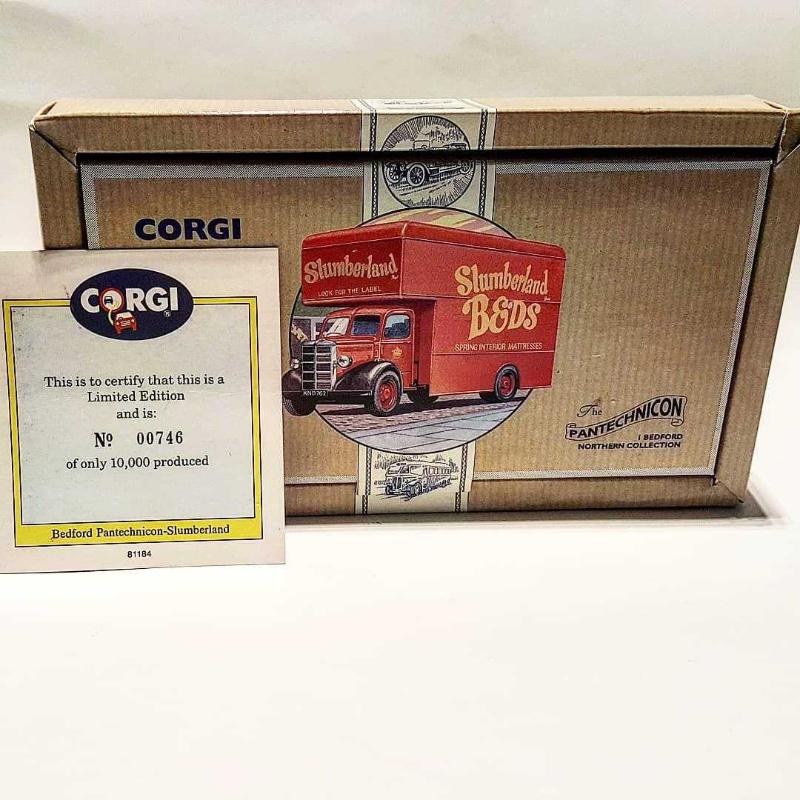 CORGI
Slumberland
LOOK FOR THE LABEL
Slumberland
BEDS
SPRING INTERIOR MATTRESSES
The
PANTECHNICON
1 BEDFORD
NORTHERN COLLECTION
CORGI
®
This is to certify that this is a
Limited Edition
and is:
Nº 00746
of only 10,000 produced
Bedford Pantechnicon-Slumberland
81184